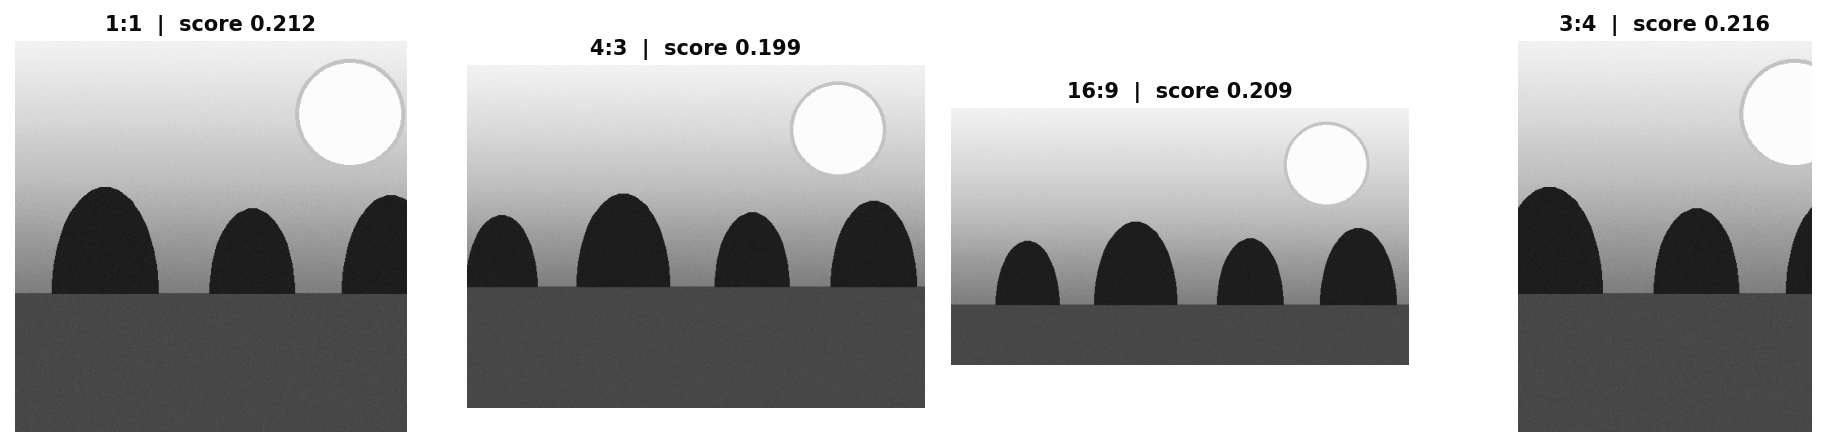 1:1 | score 0.212
4:3 | score 0.199
16:9 | score 0.209
3:4 | score 0.216